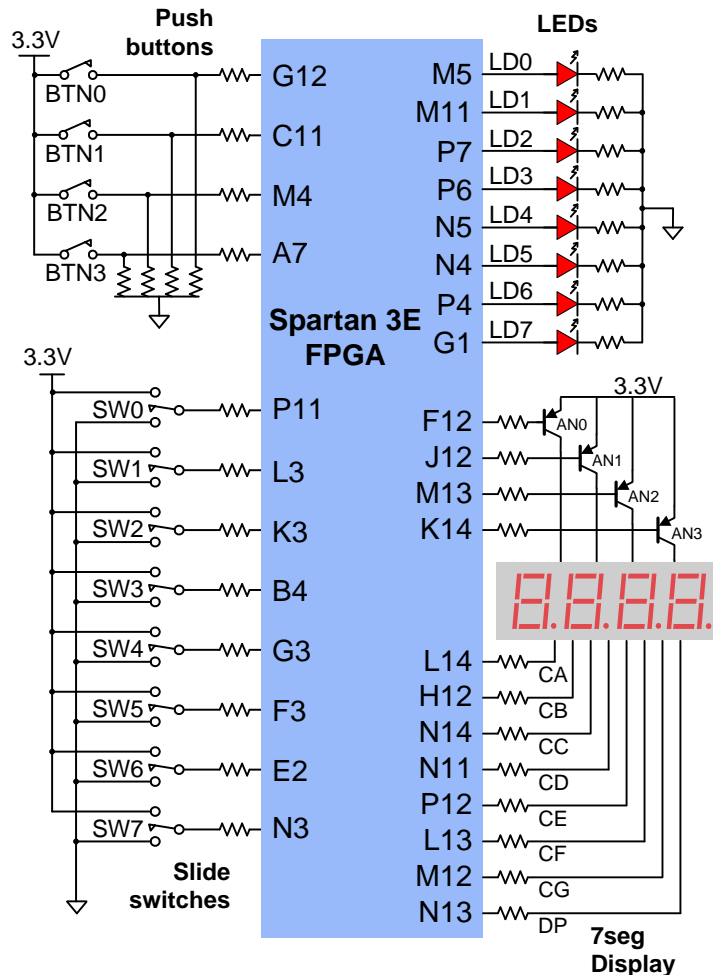 Push
buttons
3.3V
BTN0
BTN1
BTN2
BTN3
G12
C11
M4
A7
LEDs
M5
M11
P7
P6
N5
N4
P4
G1
LD0
LD1
LD2
LD3
LD4
LD5
LD6
LD7
Spartan 3E
FPGA
3.3V
SW0
SW1
SW2
SW3
SW4
SW5
SW6
SW7
P11
L3
K3
B4
G3
F3
E2
N3
Slide
switches
3.3V
F12
J12
M13
K14
AN0
AN1
AN2
AN3
8.8.8.8.
L14
H12
N14
N11
P12
L13
M12
N13
CA
CB
CC
CD
CE
CF
CG
DP
7seg
Display